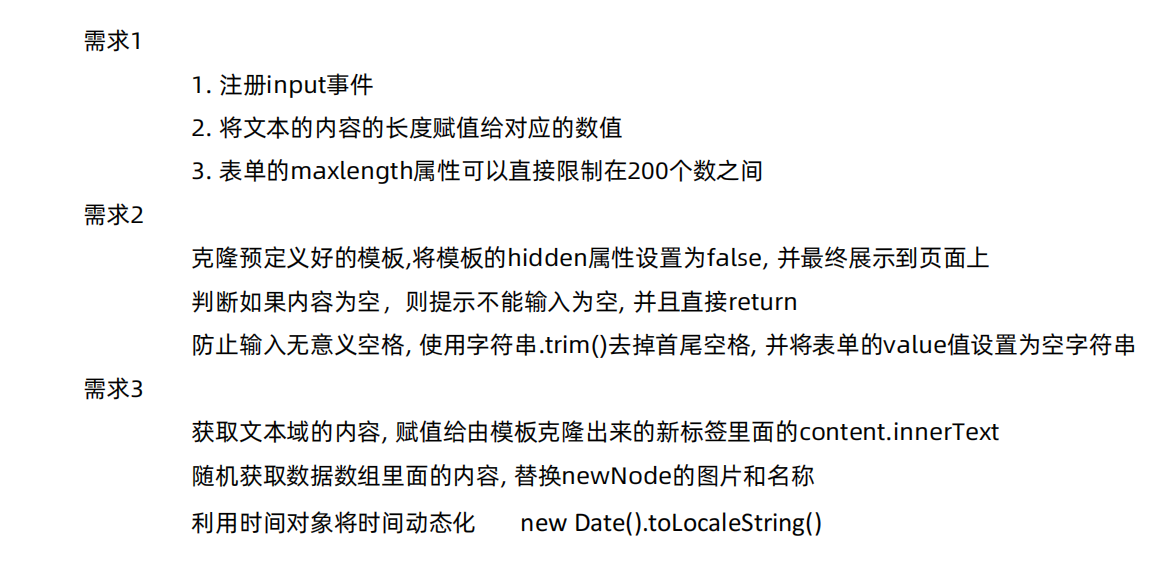 需求1
1. 注册input事件
2. 将文本的内容的长度赋值给对应的数值
3. 表单的maxlength属性可以直接限制在200个数之间
需求2
克隆预定义好的模板,将模板的hidden属性设置为false, 并最终展示到页面上
判断如果内容为空，则提示不能输入为空, 并且直接return
防止输入无意义空格, 使用字符串.trim()去掉首尾空格, 并将表单的value值设置为空字符串
需求3
获取文本域的内容, 赋值给由模板克隆出来的新标签里面的content.innerText
随机获取数据数组里面的内容, 替换newNode的图片和名称
利用时间对象将时间动态化 new Date().toLocaleString()